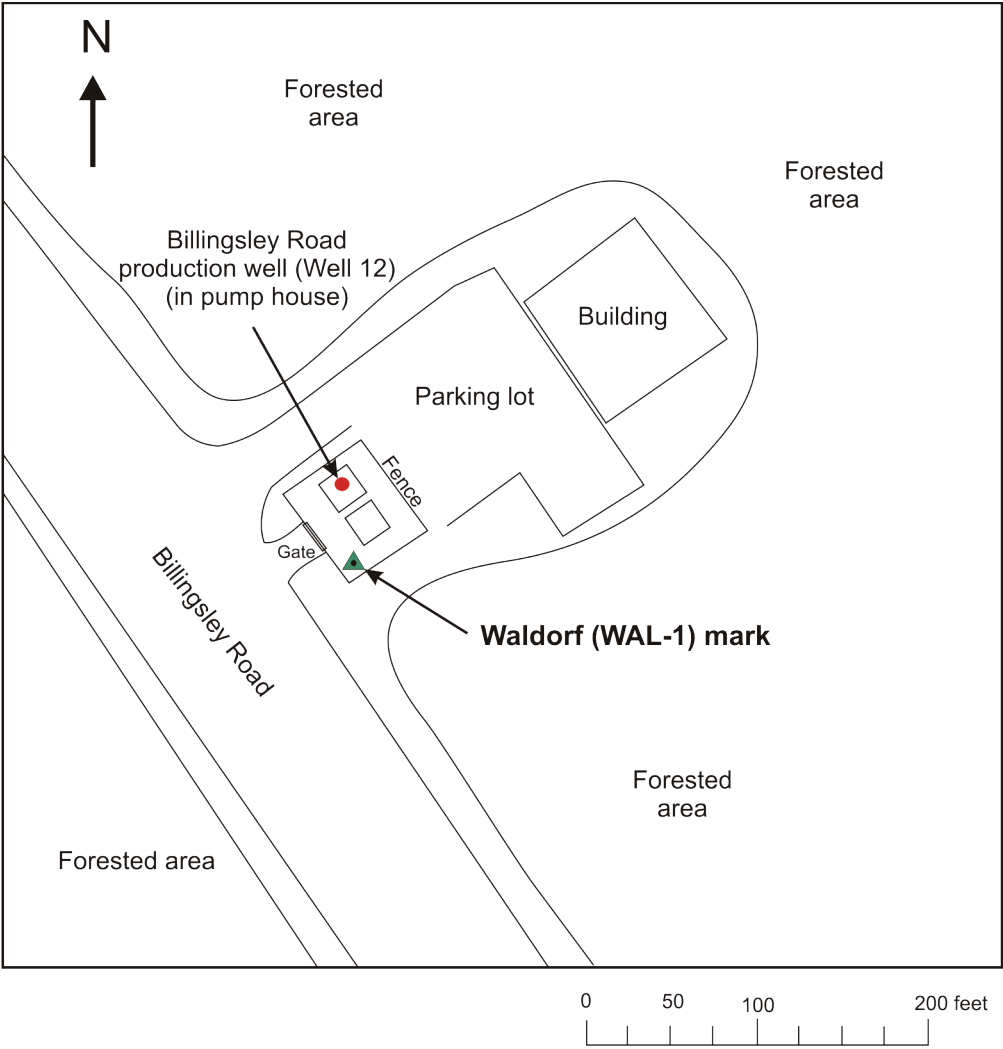 N
Forested
area
Forested
area
Billingsley Road
production well (Well 12)
(in pump house)
Building
Parking lot
Fence
Gate
Billingsley Road
Waldorf (WAL-1) mark
Forested
area
Forested area
0 50 100 200 feet